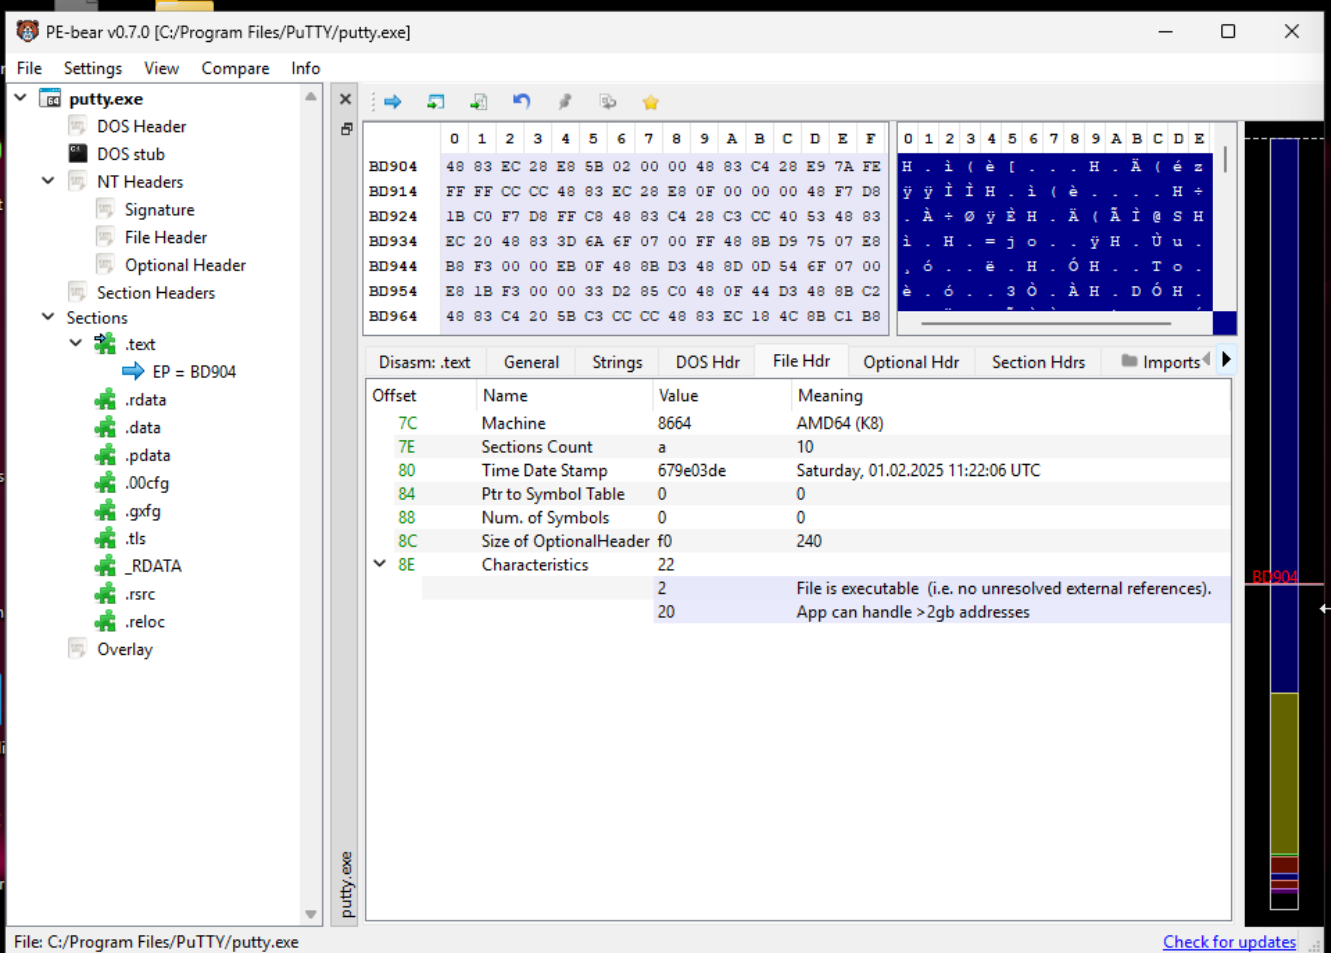 PE-bear v0.7.0 [C:/Program Files/PuTTY/putty.exe]
File Settings View Compare Info
putty.exe
DOS Header
DOS stub
NT Headers
Signature
File Header
Optional Header
Section Headers
Sections
.text
EP = BD904
.rdata
.data
.pdata
.00cfg
.gxfg
.tls
_RDATA
.rsrc
.reloc
Overlay
putty.exe
0 1 2 3 4 5 6 7 8 9 A B C D E F
BD904 48 83 EC 28 E8 5B 02 00 00 48 83 C4 28 E9 7A FE
BD914 FF FF CC CC 48 83 EC 28 E8 0F 00 00 00 48 F7 D8
BD924 1B C0 F7 D8 FF C8 48 83 C4 28 C3 CC 40 53 48 83
BD934 EC 20 48 83 3D 6A 6F 07 00 FF 48 8B D9 75 07 E8
BD944 B8 F3 00 00 EB 0F 48 8B D3 48 8D 0D 54 6F 07 00
BD954 E8 1B F3 00 00 33 D2 85 C0 48 0F 44 D3 48 8B C2
BD964 48 83 C4 20 5B C3 CC CC 48 83 EC 18 4C 8B C1 B8
0 1 2 3 4 5 6 7 8 9 A B C D E
H . ì ( è [ . . . H . Ä ( é z
ÿ ÿ Ì Ì H . ì ( è . . . . H ÷
. À ÷ Ø ÿ È H . Ä ( Ã Ì @ S H
ì . H . = j o . . ÿ H . Ù u .
¸ ó . . ë . H . Ó H . . T o .
è . ó . . 3 Ò . À H . D Ó H .
Disasm: .text General Strings DOS Hdr File Hdr Optional Hdr Section Hdrs Imports
Offset Name Value Meaning
7C Machine 8664 AMD64 (K8)
7E Sections Count a 10
80 Time Date Stamp 679e03de Saturday, 01.02.2025 11:22:06 UTC
84 Ptr to Symbol Table 0 0
88 Num. of Symbols 0 0
8C Size of OptionalHeader f0 240
8E Characteristics 22
2 File is executable (i.e. no unresolved external references).
20 App can handle >2gb addresses
BD904
File: C:/Program Files/PuTTY/putty.exe
Check for updates